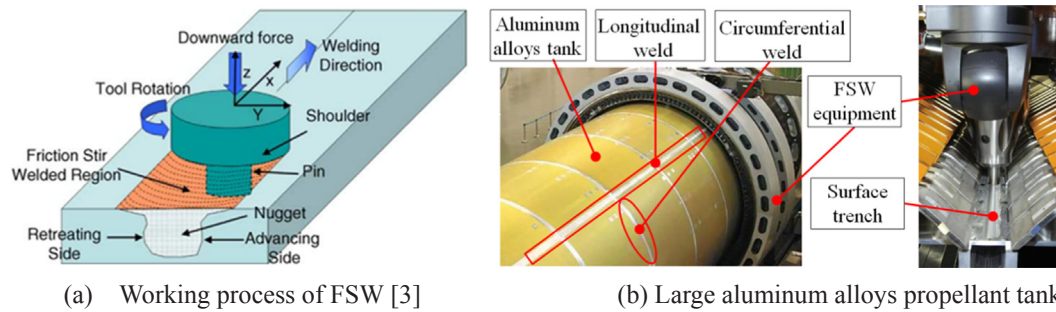 Downward force
Welding
Direction
z
x
Tool Rotation
Y
Shoulder
Friction Stir
Welded Region
Pin
Nugget
Retreating
Side
Advancing
Side
(a) Working process of FSW [3]
Aluminum
alloys tank
Longitudinal
weld
Circumferential
weld
FSW
equipment
Surface
trench
(b) Large aluminum alloys propellant tank